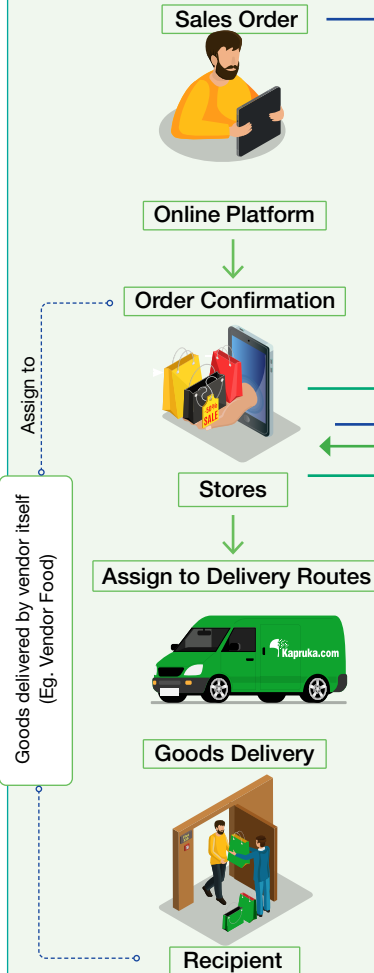 Sales Order
Online Platform
Order Confirmation
Assign to
SALE
Stores
Goods delivered by vendor itself
(Eg. Vendor Food)
Assign to Delivery Routes
Kapruka.com
Goods Delivery
Recipient